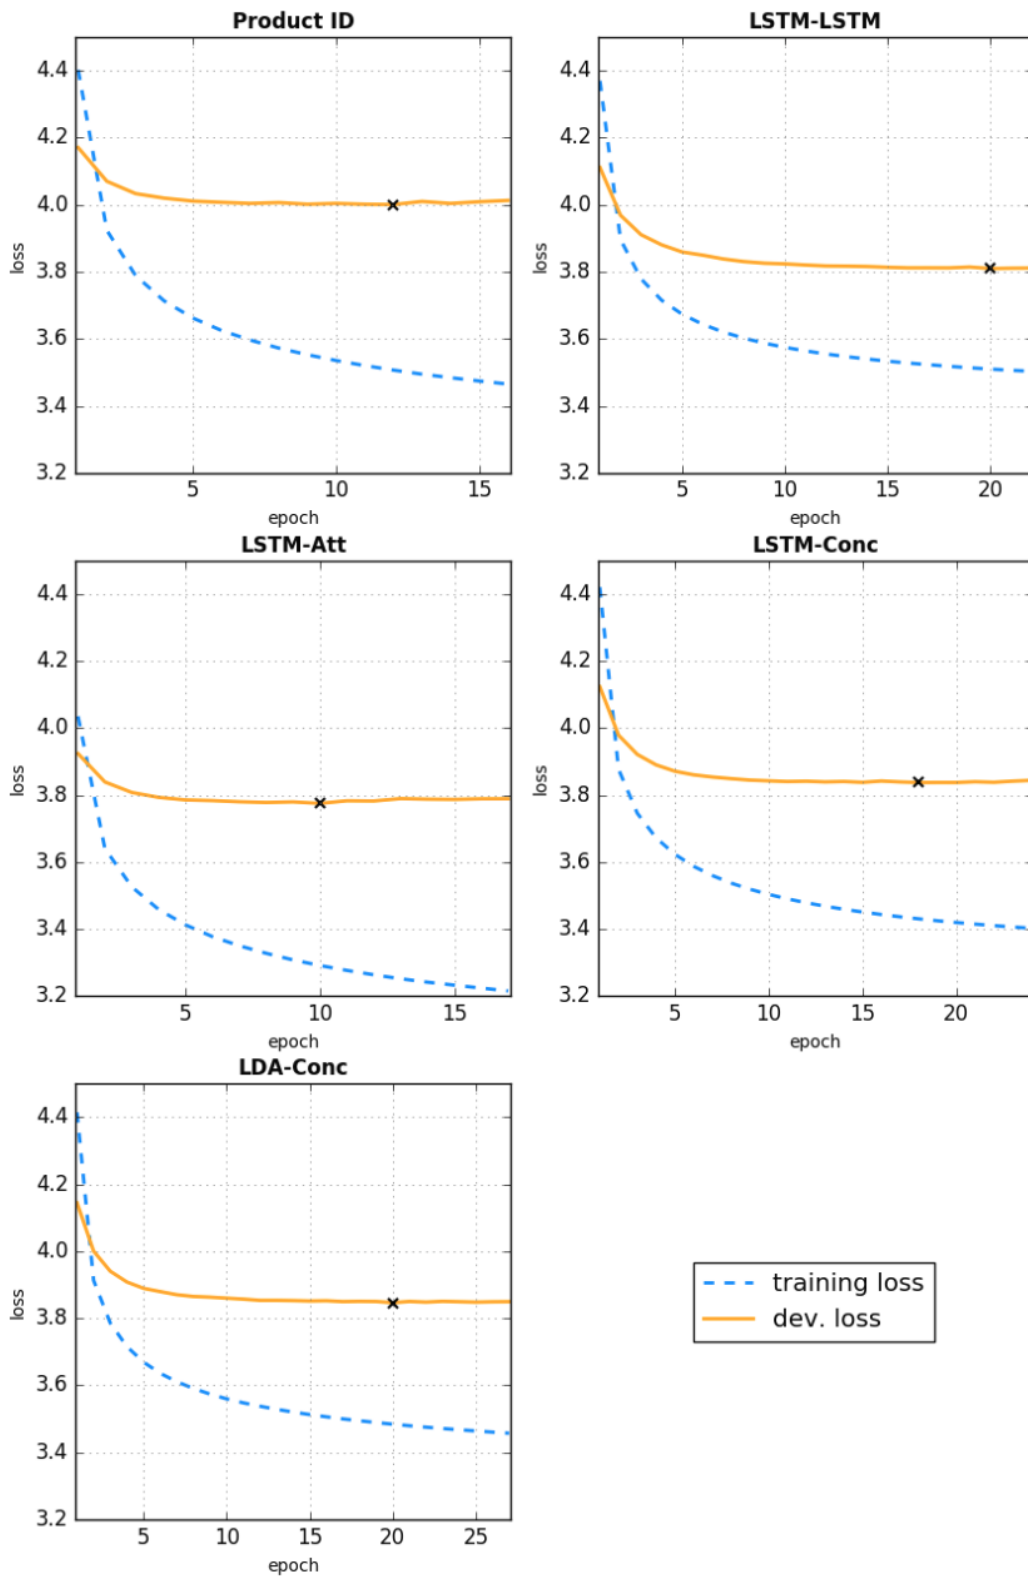 Product ID
4.4
4.2
4.0
3.8
3.6
3.4
3.2
loss
5 10 15
epoch
LSTM-LSTM
4.4
4.2
4.0
3.8
3.6
3.4
3.2
loss
5 10 15 20
epoch
LSTM-Att
4.4
4.2
4.0
3.8
3.6
3.4
3.2
loss
5 10 15
epoch
LSTM-Conc
4.4
4.2
4.0
3.8
3.6
3.4
3.2
loss
5 10 15 20
epoch
LDA-Conc
4.4
4.2
4.0
3.8
3.6
3.4
3.2
loss
5 10 15 20 25
epoch
training loss
dev. loss